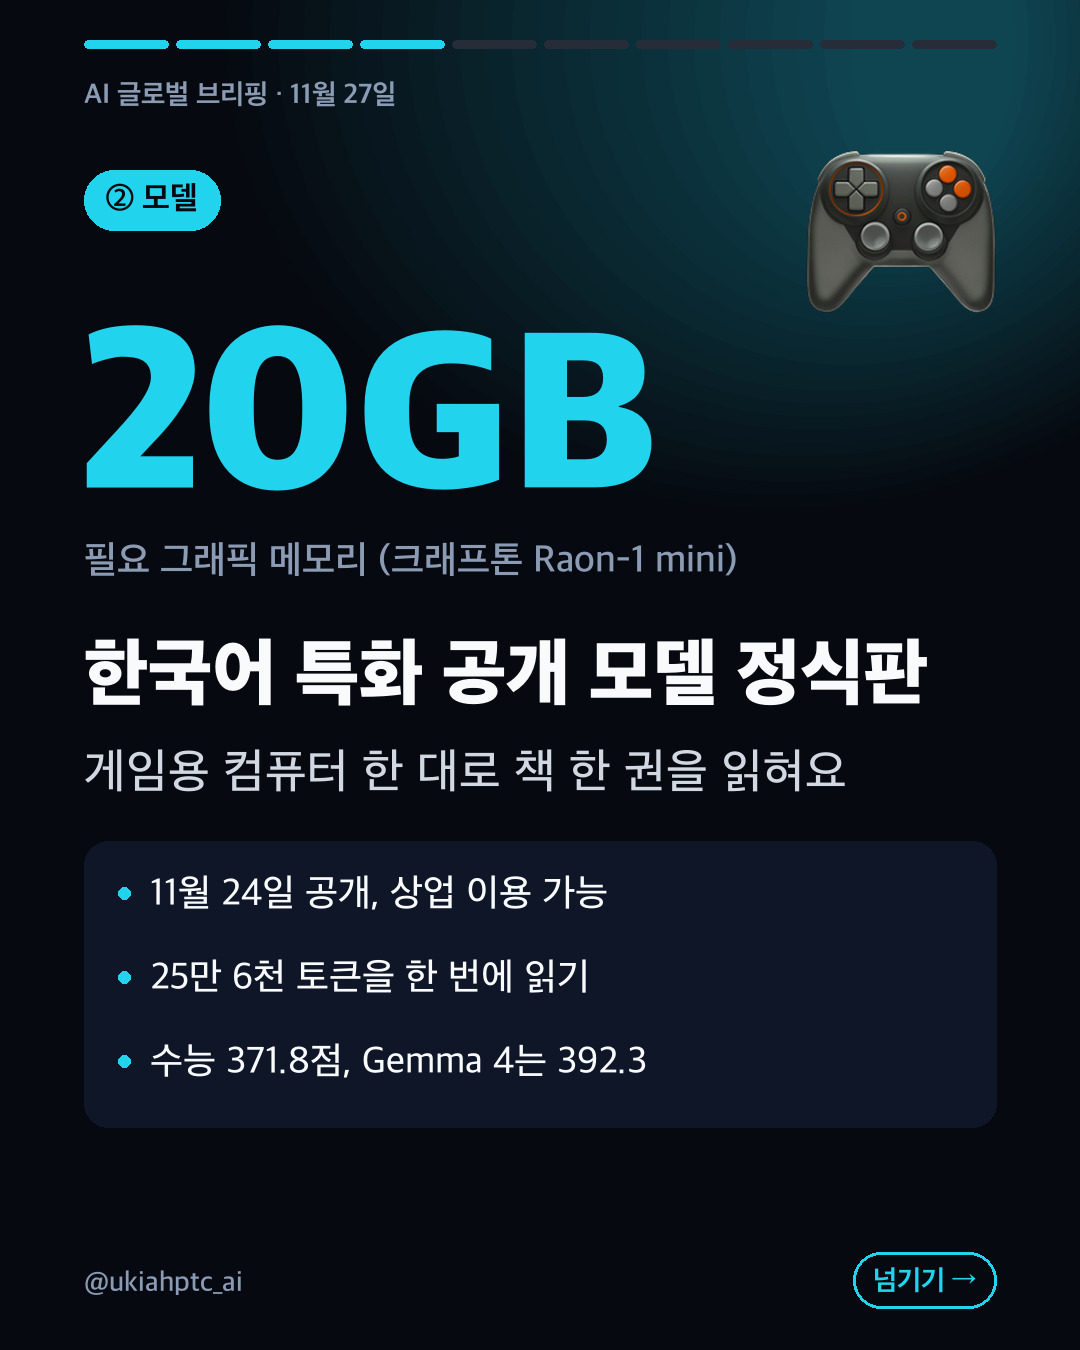 AI 글로벌 브리핑 · 11월 27일
② 모델
20GB
필요 그래픽 메모리 (크래프톤 Raon-1 mini)
한국어 특화 공개 모델 정식판
게임용 컴퓨터 한 대로 책 한 권을 읽혀요
• 11월 24일 공개, 상업 이용 가능
• 25만 6천 토큰을 한 번에 읽기
• 수능 371.8점, Gemma 4는 392.3
@ukiahptc_ai
넘기기 →